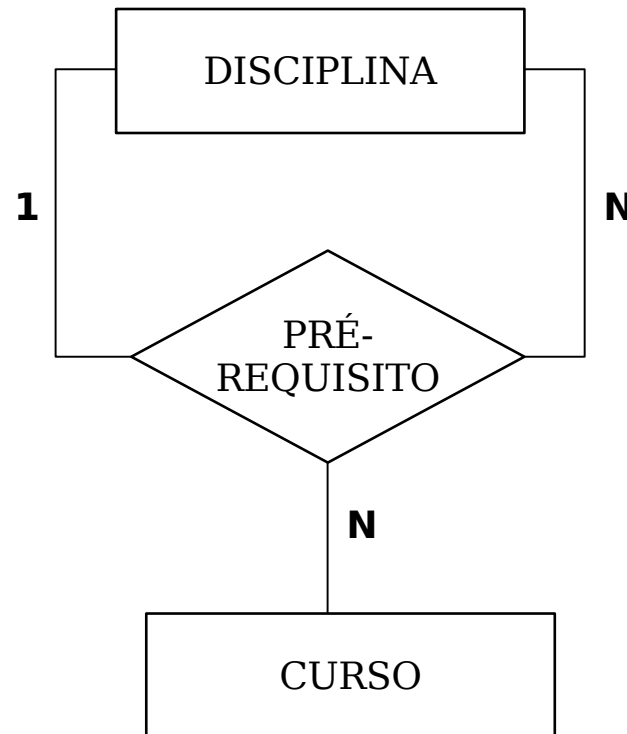 DISCIPLINA
1
N
PRÉ-
REQUISITO
N
CURSO